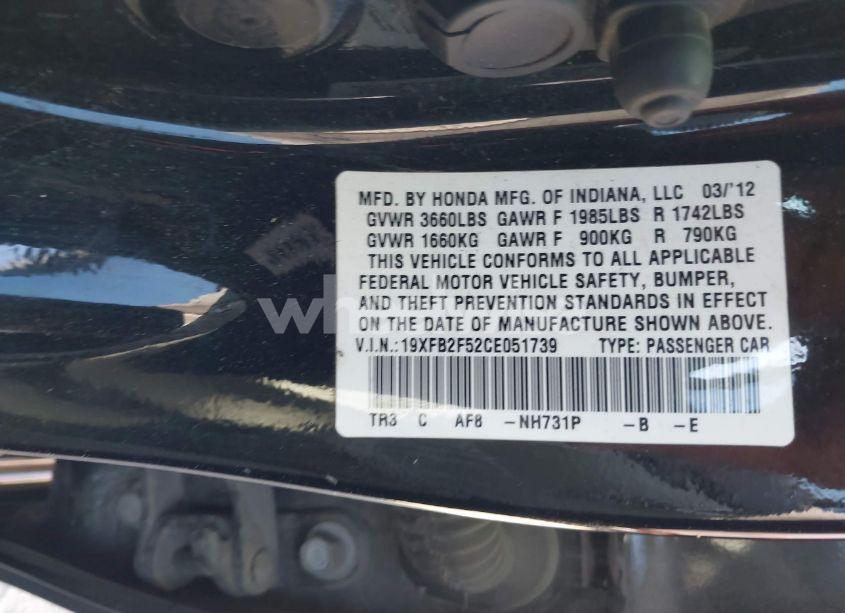 MFD. BY HONDA MFG. OF INDIANA, LLC 03/'12
GVWR 3660LBS GAWR F 1985LBS R 1742LBS
GVWR 1660KG GAWR F 900KG R 790KG
THIS VEHICLE CONFORMS TO ALL APPLICABLE
FEDERAL MOTOR VEHICLE SAFETY, BUMPER,
AND THEFT PREVENTION STANDARDS IN EFFECT
ON THE DATE OF MANUFACTURE SHOWN ABOVE.
V.I.N.:19XFB2F52CE051739 TYPE: PASSENGER CAR
TR3 C AF8 -NH731P -B -E